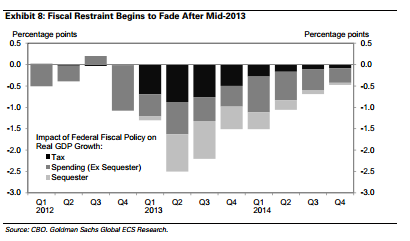 Exhibit 8: Fiscal Restraint Begins to Fade After Mid-2013
Percentage points Percentage points
0.5 0.5
0.0 0.0
-0.5 -0.5
-1.0 -1.0
-1.5 -1.5
-2.0 -2.0
-2.5 -2.5
-3.0 -3.0
Impact of Federal Fiscal Policy on
Real GDP Growth:
Tax
Spending (Ex Sequester)
Sequester
Q1 Q2 Q3 Q4 Q1 Q2 Q3 Q4 Q1 Q2 Q3 Q4
2012 2013 2014
Source: CBO. Goldman Sachs Global ECS Research.